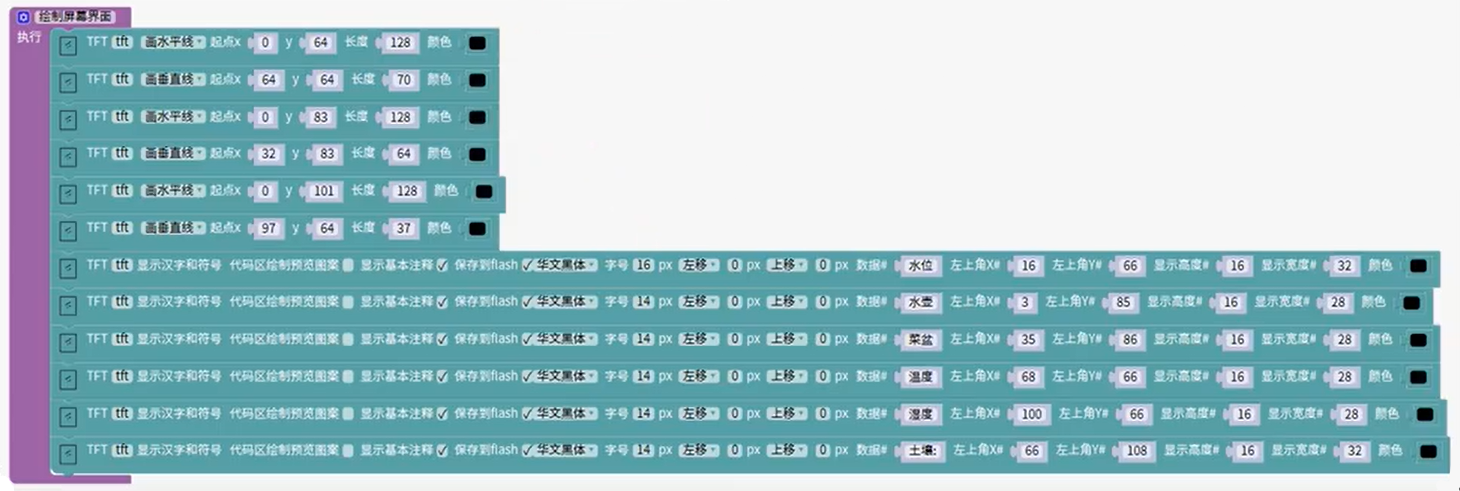 绘制屏幕界面
执行
TFT tft 画水平线 起点x 0 y 64 长度 128 颜色
TFT tft 画垂直线 起点x 64 y 64 长度 70 颜色
TFT tft 画水平线 起点x 0 y 83 长度 128 颜色
TFT tft 画垂直线 起点x 32 y 83 长度 64 颜色
TFT tft 画水平线 起点x 0 y 101 长度 128 颜色
TFT tft 画垂直线 起点x 97 y 64 长度 37 颜色
TFT tft 显示汉字和符号 代码区绘制预览图案 显示基本注释 保存到flash 华文黑体 字号 16 px 左移 0 px 上移 0 px 数据# 水位 左上角X# 16 左上角Y# 66 显示高度# 16 显示宽度# 32 颜色
TFT tft 显示汉字和符号 代码区绘制预览图案 显示基本注释 保存到flash 华文黑体 字号 14 px 左移 0 px 上移 0 px 数据# 水壶 左上角X# 3 左上角Y# 85 显示高度# 16 显示宽度# 28 颜色
TFT tft 显示汉字和符号 代码区绘制预览图案 显示基本注释 保存到flash 华文黑体 字号 14 px 左移 0 px 上移 0 px 数据# 菜盆 左上角X# 35 左上角Y# 86 显示高度# 16 显示宽度# 28 颜色
TFT tft 显示汉字和符号 代码区绘制预览图案 显示基本注释 保存到flash 华文黑体 字号 14 px 左移 0 px 上移 0 px 数据# 温度 左上角X# 68 左上角Y# 66 显示高度# 16 显示宽度# 28 颜色
TFT tft 显示汉字和符号 代码区绘制预览图案 显示基本注释 保存到flash 华文黑体 字号 14 px 左移 0 px 上移 0 px 数据# 湿度 左上角X# 100 左上角Y# 66 显示高度# 16 显示宽度# 28 颜色
TFT tft 显示汉字和符号 代码区绘制预览图案 显示基本注释 保存到flash 华文黑体 字号 14 px 左移 0 px 上移 0 px 数据# 土壤: 左上角X# 66 左上角Y# 108 显示高度# 16 显示宽度# 32 颜色